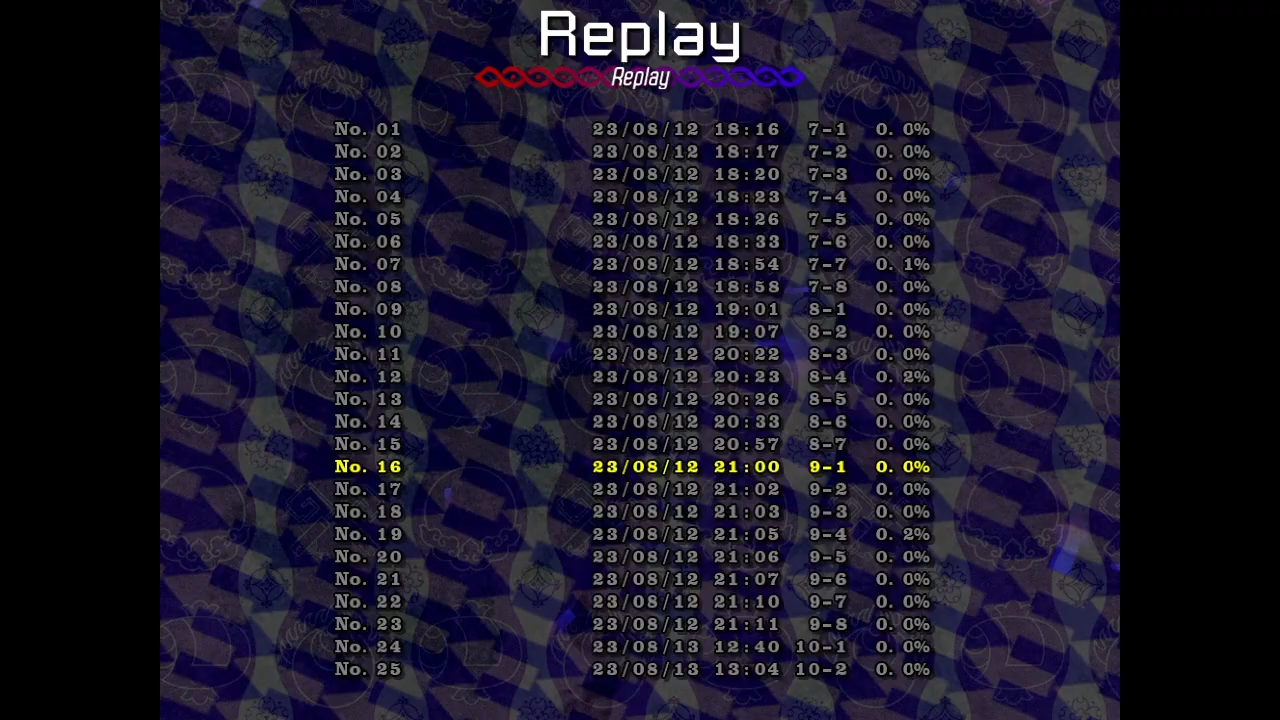 Replay
Replay
No. 01 23/08/12 18:16 7-1 0. 0%
No. 02 23/08/12 18:17 7-2 0. 0%
No. 03 23/08/12 18:20 7-3 0. 0%
No. 04 23/08/12 18:23 7-4 0. 0%
No. 05 23/08/12 18:26 7-5 0. 0%
No. 06 23/08/12 18:33 7-6 0. 0%
No. 07 23/08/12 18:54 7-7 0. 1%
No. 08 23/08/12 18:58 7-8 0. 0%
No. 09 23/08/12 19:01 8-1 0. 0%
No. 10 23/08/12 19:07 8-2 0. 0%
No. 11 23/08/12 20:22 8-3 0. 0%
No. 12 23/08/12 20:23 8-4 0. 2%
No. 13 23/08/12 20:26 8-5 0. 0%
No. 14 23/08/12 20:33 8-6 0. 0%
No. 15 23/08/12 20:57 8-7 0. 0%
No. 16 23/08/12 21:00 9-1 0. 0%
No. 17 23/08/12 21:02 9-2 0. 0%
No. 18 23/08/12 21:03 9-3 0. 0%
No. 19 23/08/12 21:05 9-4 0. 2%
No. 20 23/08/12 21:06 9-5 0. 0%
No. 21 23/08/12 21:07 9-6 0. 0%
No. 22 23/08/12 21:10 9-7 0. 0%
No. 23 23/08/12 21:11 9-8 0. 0%
No. 24 23/08/13 12:40 10-1 0. 0%
No. 25 23/08/13 13:04 10-2 0. 0%